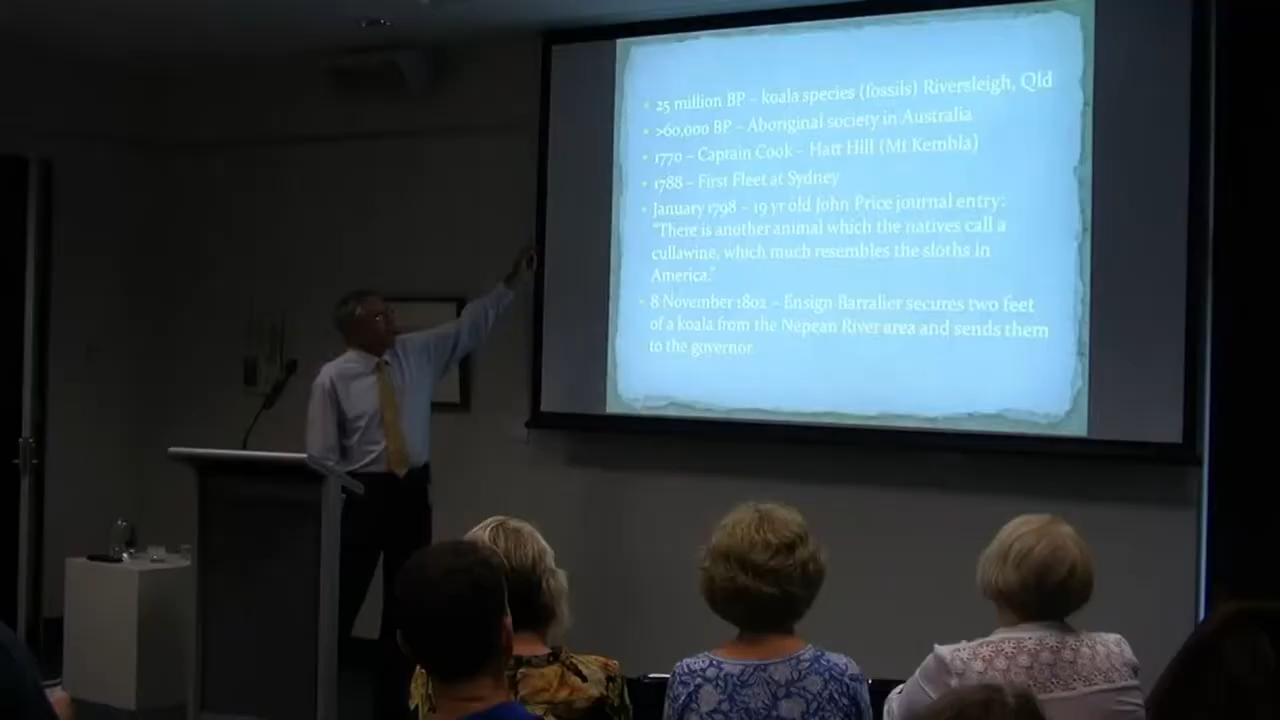 25 million BP – koala species (fossils) Riversleigh, Qld
>60,000 BP – Aboriginal society in Australia
1770 – Captain Cook – Hatt Hill (Mt Kembla)
1788 – First Fleet at Sydney
January 1798 – 19 yr old John Price journal entry:
"There is another animal which the natives call a
cullawine, which much resembles the sloths in
America."
8 November 1802 – Ensign Barralier secures two feet
of a koala from the Nepean River area and sends them
to the governor.